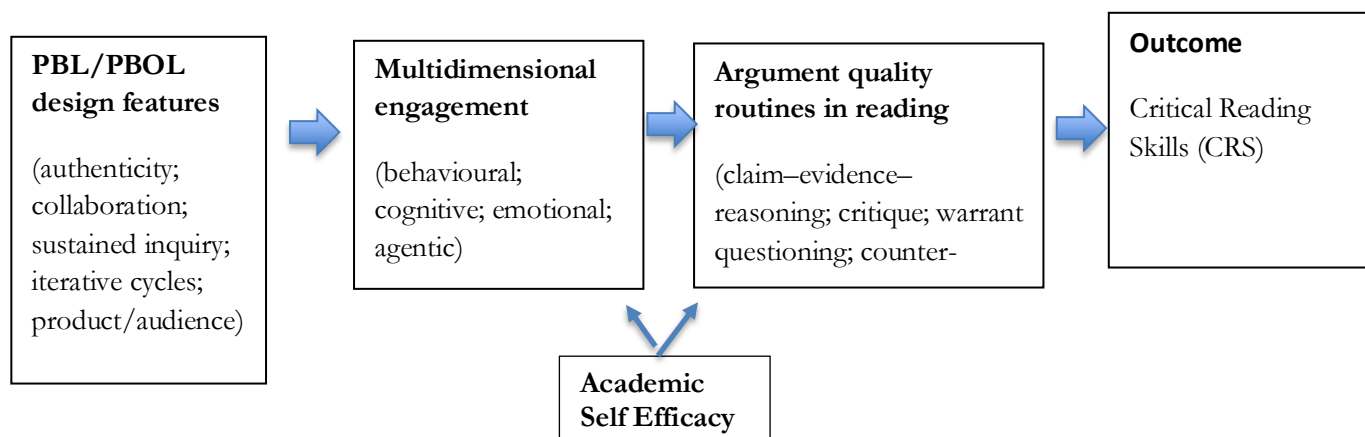 PBL/PBOL
design features
(authenticity;
collaboration;
sustained inquiry;
iterative cycles;
product/audience)
Multidimensional
engagement
(behavioural;
cognitive; emotional;
agentic)
Argument quality
routines in reading
(claim–evidence–
reasoning; critique; warrant
questioning; counter-
Outcome
Critical Reading
Skills (CRS)
Academic
Self Efficacy